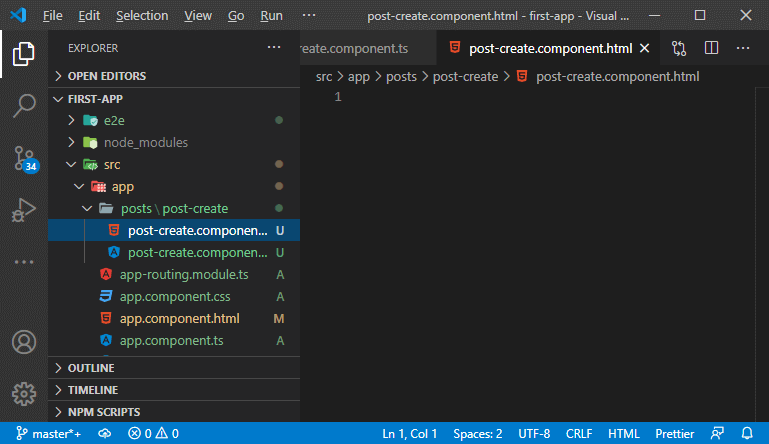 File Edit Selection View Go Run ··· post-create.component.html - first-app - Visual ...
EXPLORER ···
reate.component.ts
post-create.component.html
OPEN EDITORS
src > app > posts > post-create > post-create.component.html
FIRST-APP
1
e2e
node_modules
src
34
app
posts \ post-create
post-create.componen... U
post-create.componen... U
app-routing.module.ts A
app.component.css A
app.component.html M
app.component.ts A
OUTLINE
TIMELINE
NPM SCRIPTS
master*+ 0 0 Ln 1, Col 1 Spaces: 2 UTF-8 CRLF HTML Prettier